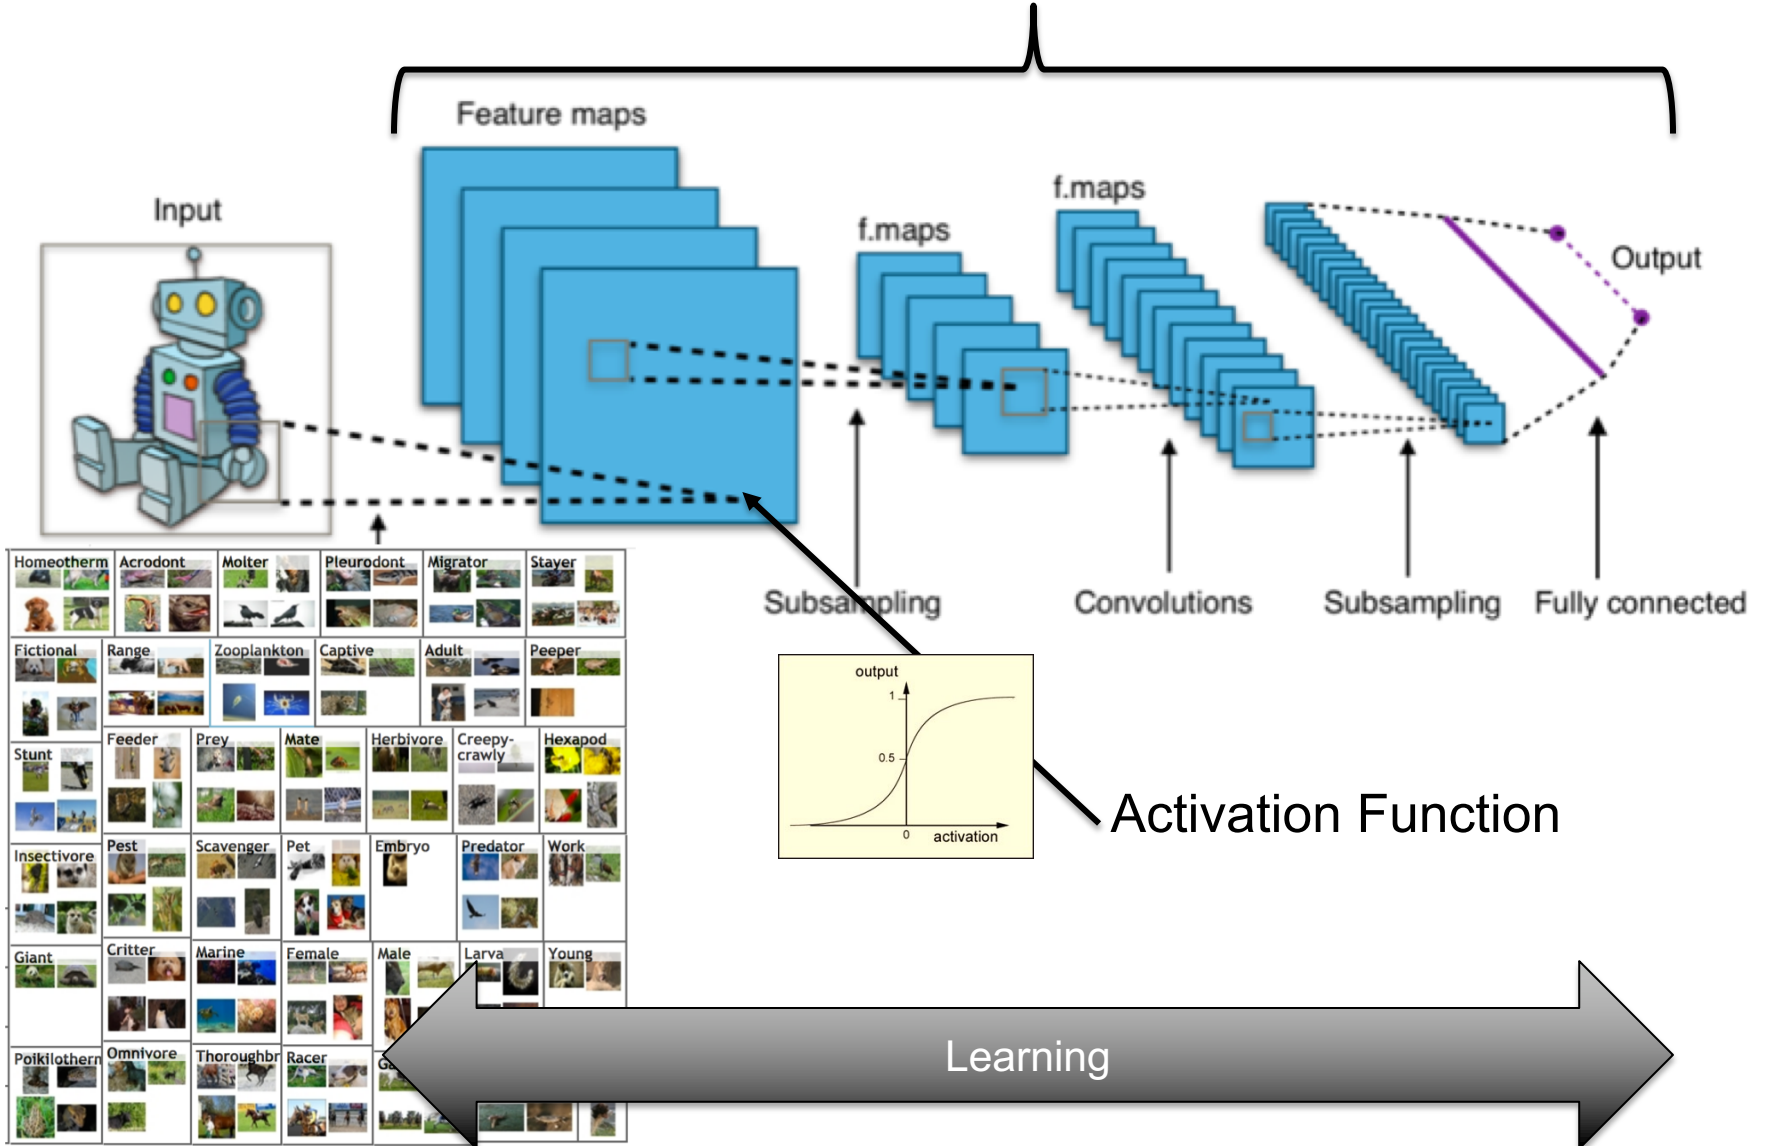 Feature maps
Input
f.maps
f.maps
Output
Subsampling
Convolutions
Subsampling
Fully connected
output
1
0.5
0
activation
Activation Function
Homeotherm
Acrodont
Molter
Pleurodont
Migrator
Stayer
Fictional
Range
Zooplankton
Captive
Adult
Peeper
Stunt
Feeder
Prey
Mate
Herbivore
Creepy-
crawly
Hexapod
Insectivore
Pest
Scavenger
Pet
Embryo
Predator
Work
Giant
Critter
Marine
Female
Male
Larva
Young
Poikilotherm
Omnivore
Thoroughbr
Racer
Learning